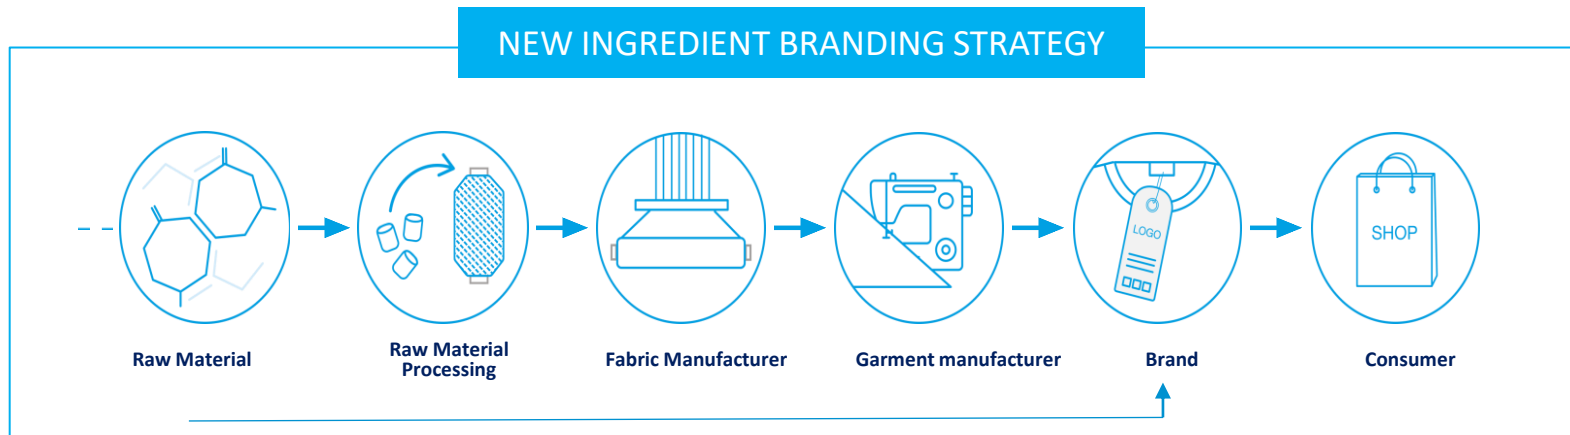 NEW INGREDIENT BRANDING STRATEGY
LOGO
SHOP
Raw Material
Raw Material
Processing
Fabric Manufacturer
Garment manufacturer
Brand
Consumer